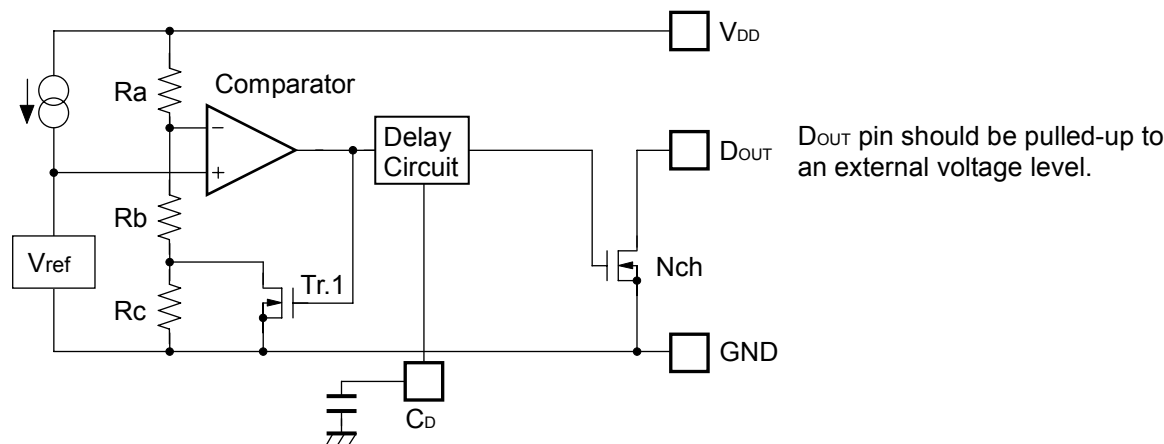 VDD
Ra
Comparator
−
+
Delay
Circuit
DOUT
DOUT pin should be pulled-up to
an external voltage level.
Rb
Vref
Tr.1
Nch
Rc
GND
CD